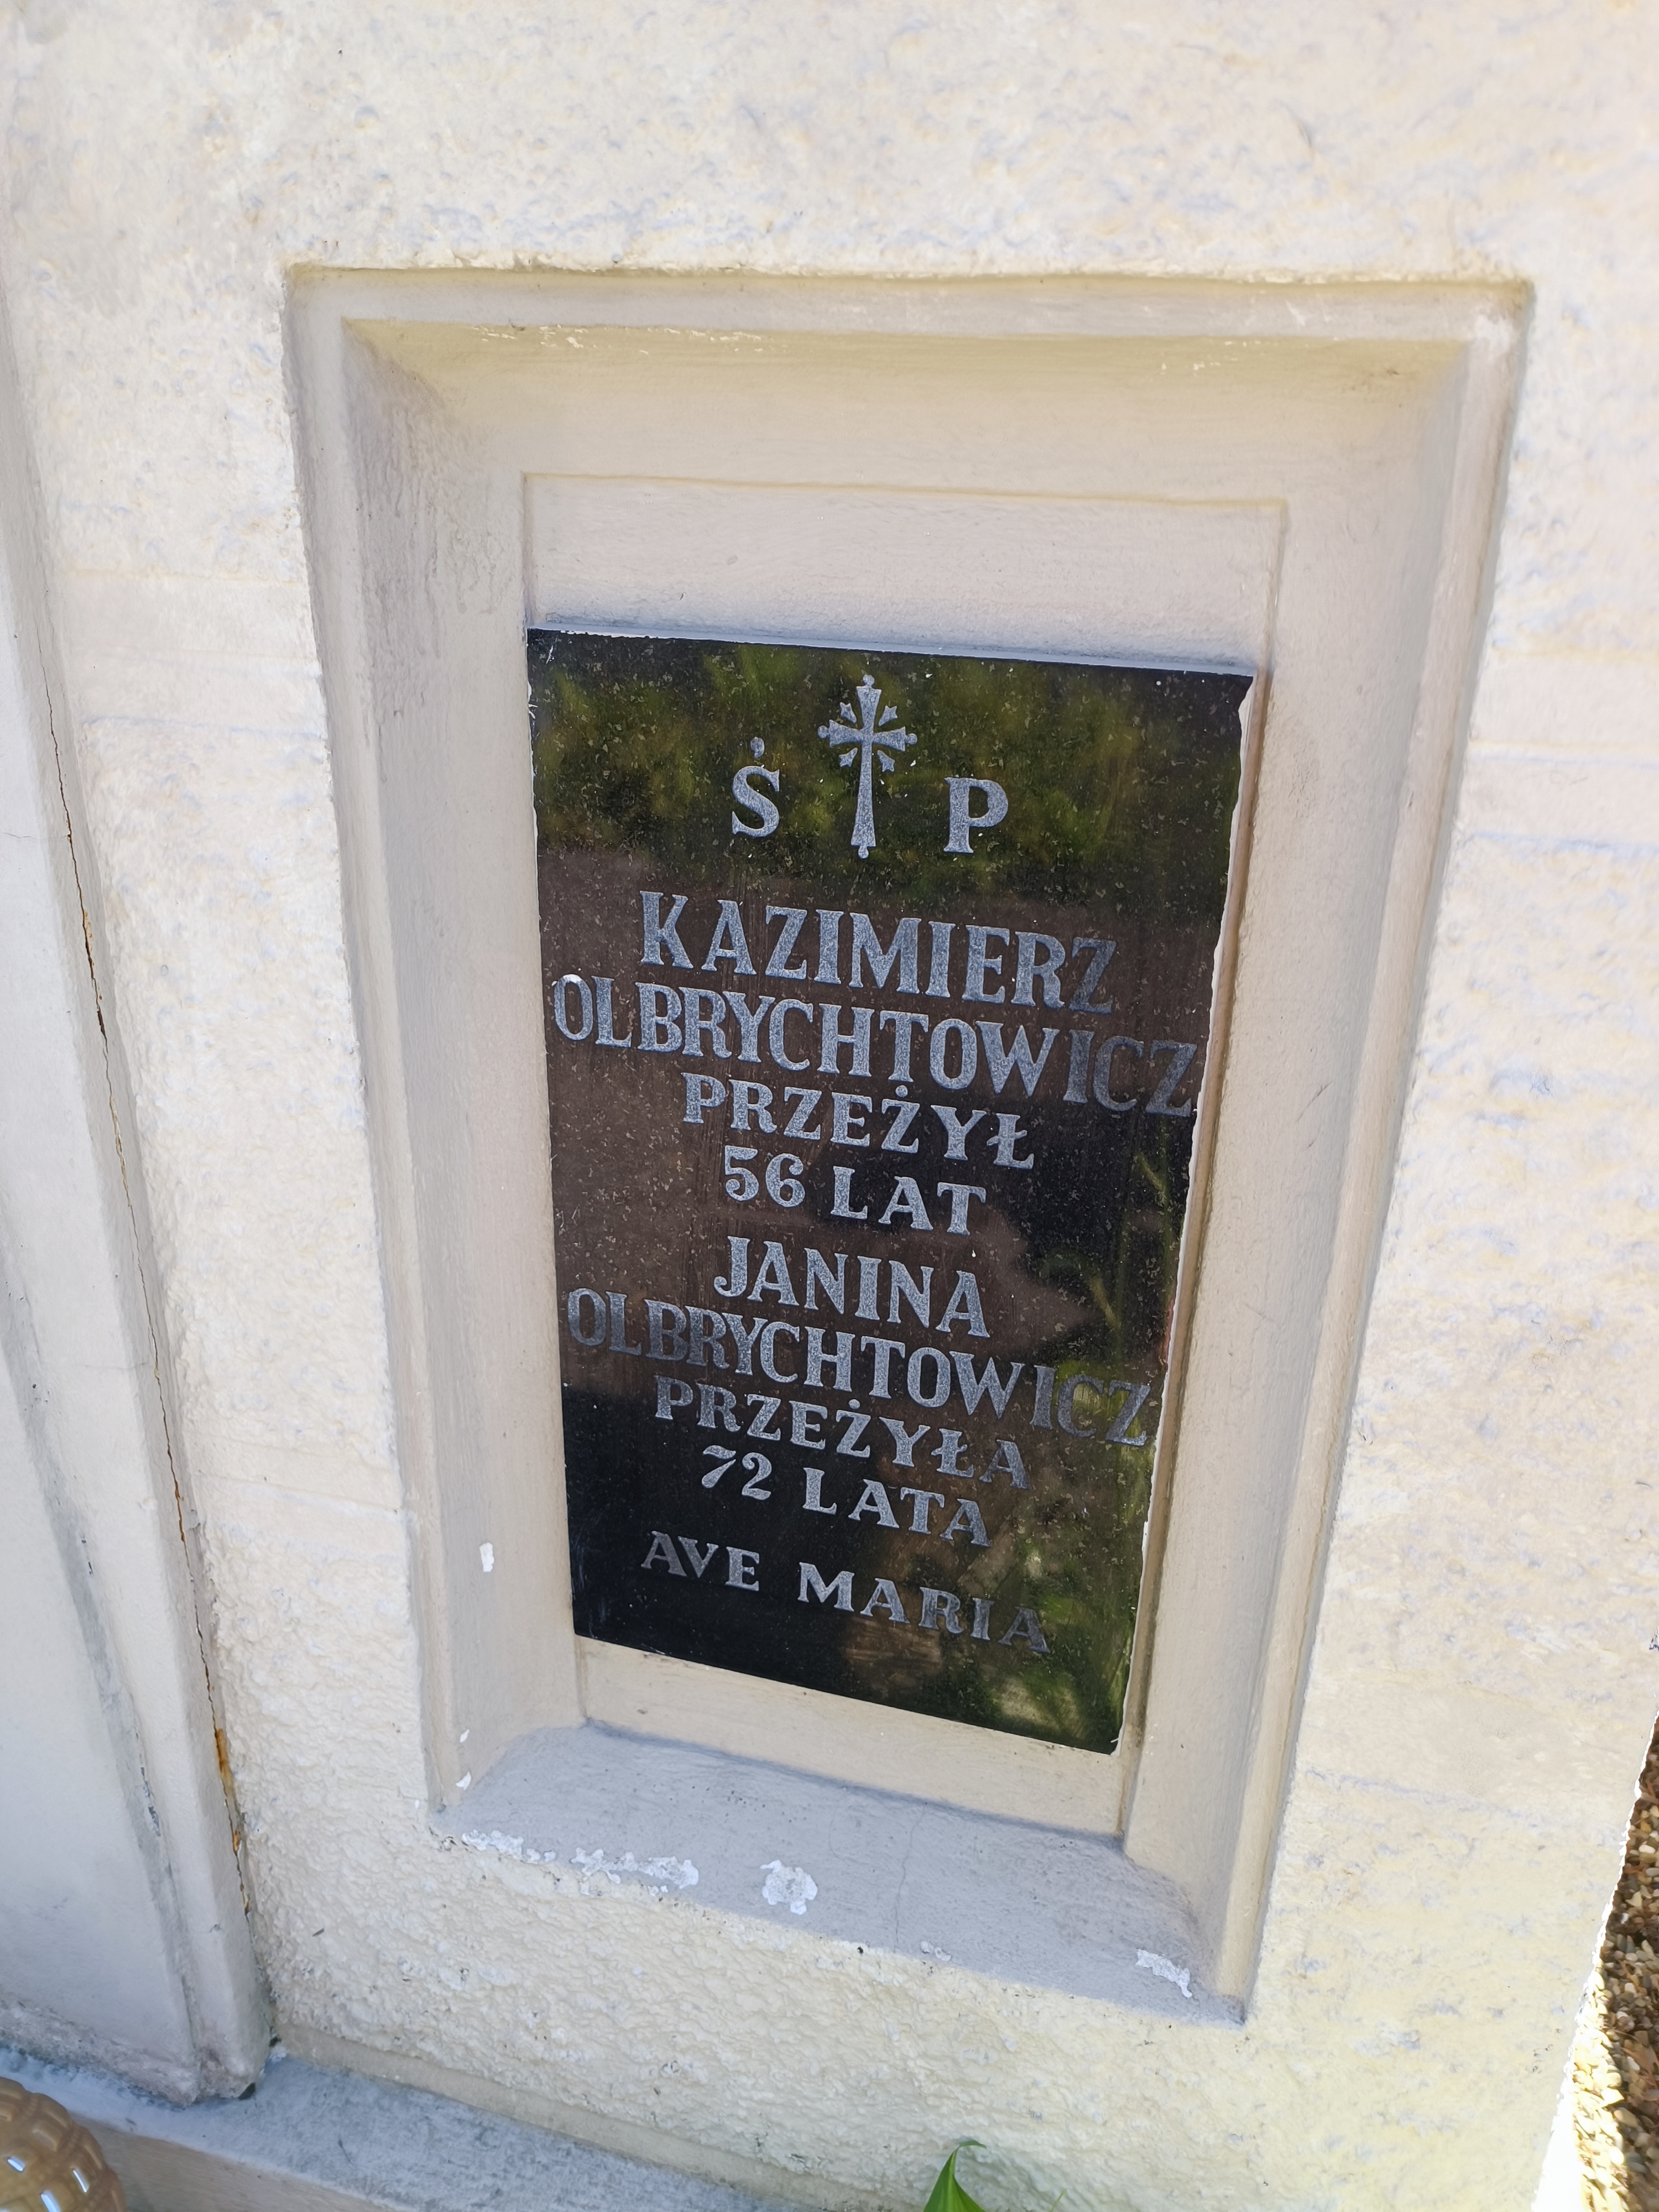 Ś P
KAZIMIERZ
OLBRYCHTOWICZ
PRZEŻYŁ
56 LAT
JANINA
OLBRYCHTOWICZ
PRZEŻYŁA
72 LATA
AVE MARIA